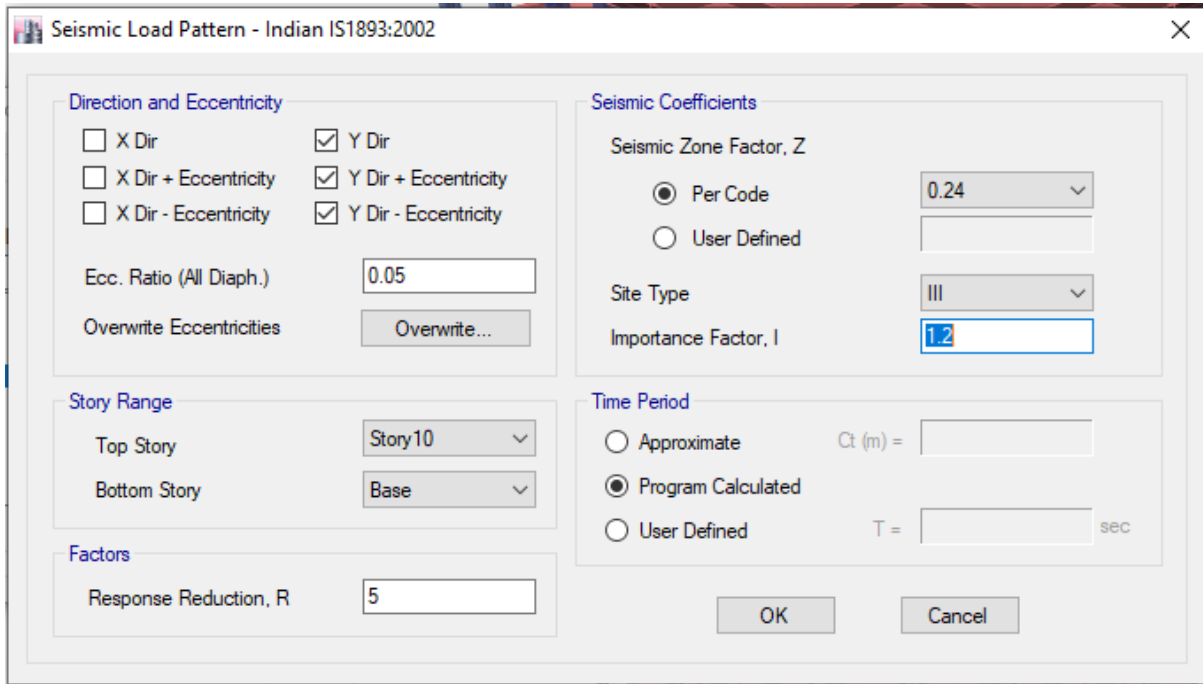 Seismic Load Pattern - Indian IS1893:2002
Direction and Eccentricity
X Dir
Y Dir
X Dir + Eccentricity
Y Dir + Eccentricity
X Dir - Eccentricity
Y Dir - Eccentricity
Ecc. Ratio (All Diaph.)
0.05
Overwrite Eccentricities
Overwrite...
Story Range
Top Story
Story10
Bottom Story
Base
Factors
Response Reduction, R
5
Seismic Coefficients
Seismic Zone Factor, Z
Per Code
0.24
User Defined
Site Type
III
Importance Factor, I
1.2
Time Period
Approximate
Ct (m) =
Program Calculated
User Defined
T =
sec
OK
Cancel